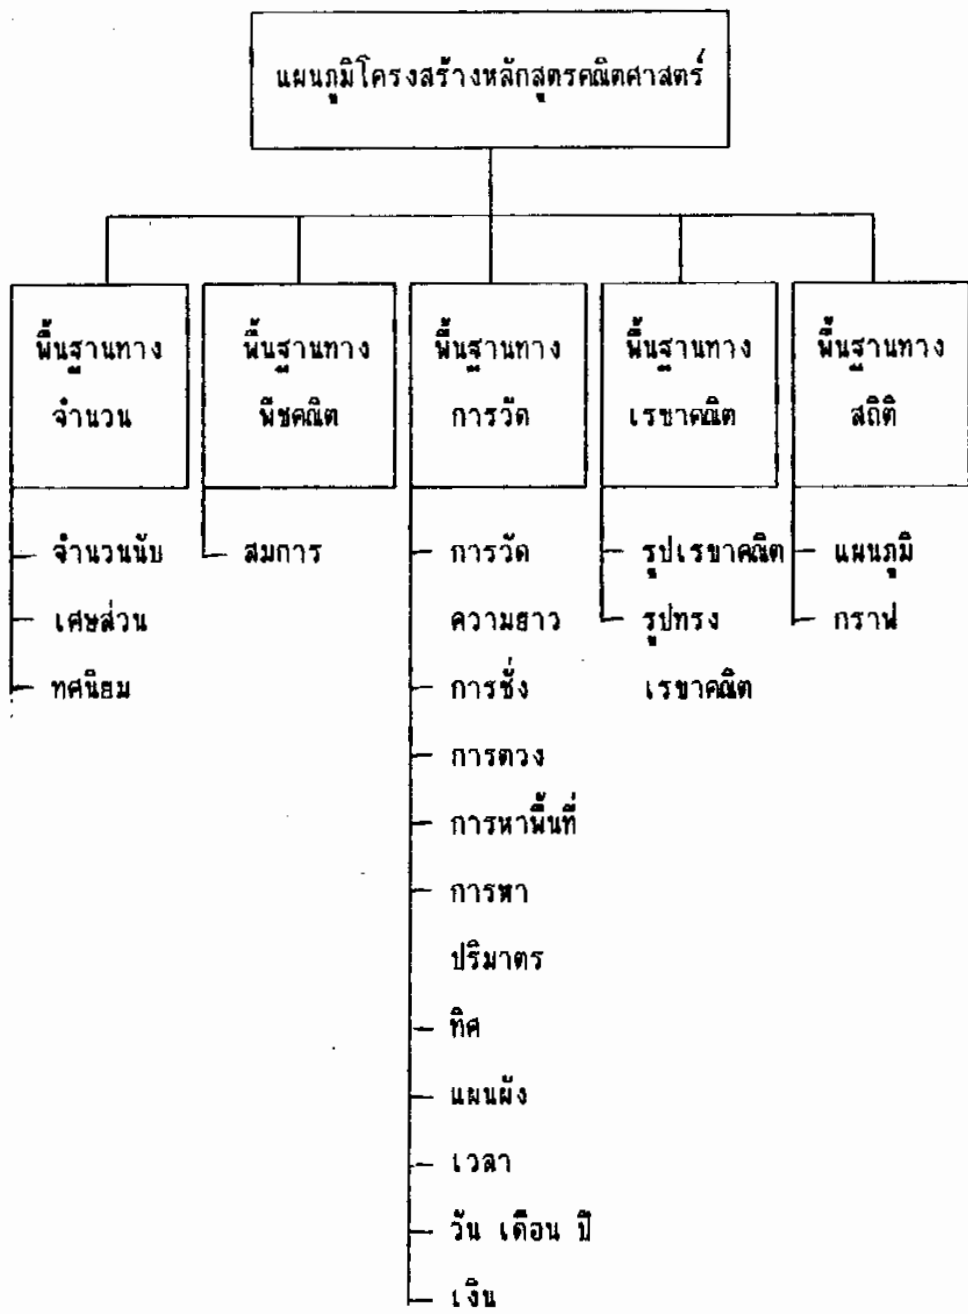 แผนภูมิโครงสร้างหลักสูตรคณิตศาสตร์
พื้นฐานทาง
จำนวน
จำนวนนับ
เศษส่วน
ทศนิยม
พื้นฐานทาง
พีชคณิต
สมการ
พื้นฐานทาง
การวัด
การวัด
ความยาว
การชั่ง
การตวง
การหาพื้นที่
การหา
ปริมาตร
ทิศ
แผนผัง
เวลา
วัน เดือน ปี
เงิน
พื้นฐานทาง
เรขาคณิต
รูปเรขาคณิต
รูปทรง
เรขาคณิต
พื้นฐานทาง
สถิติ
แผนภูมิ
กราฟ